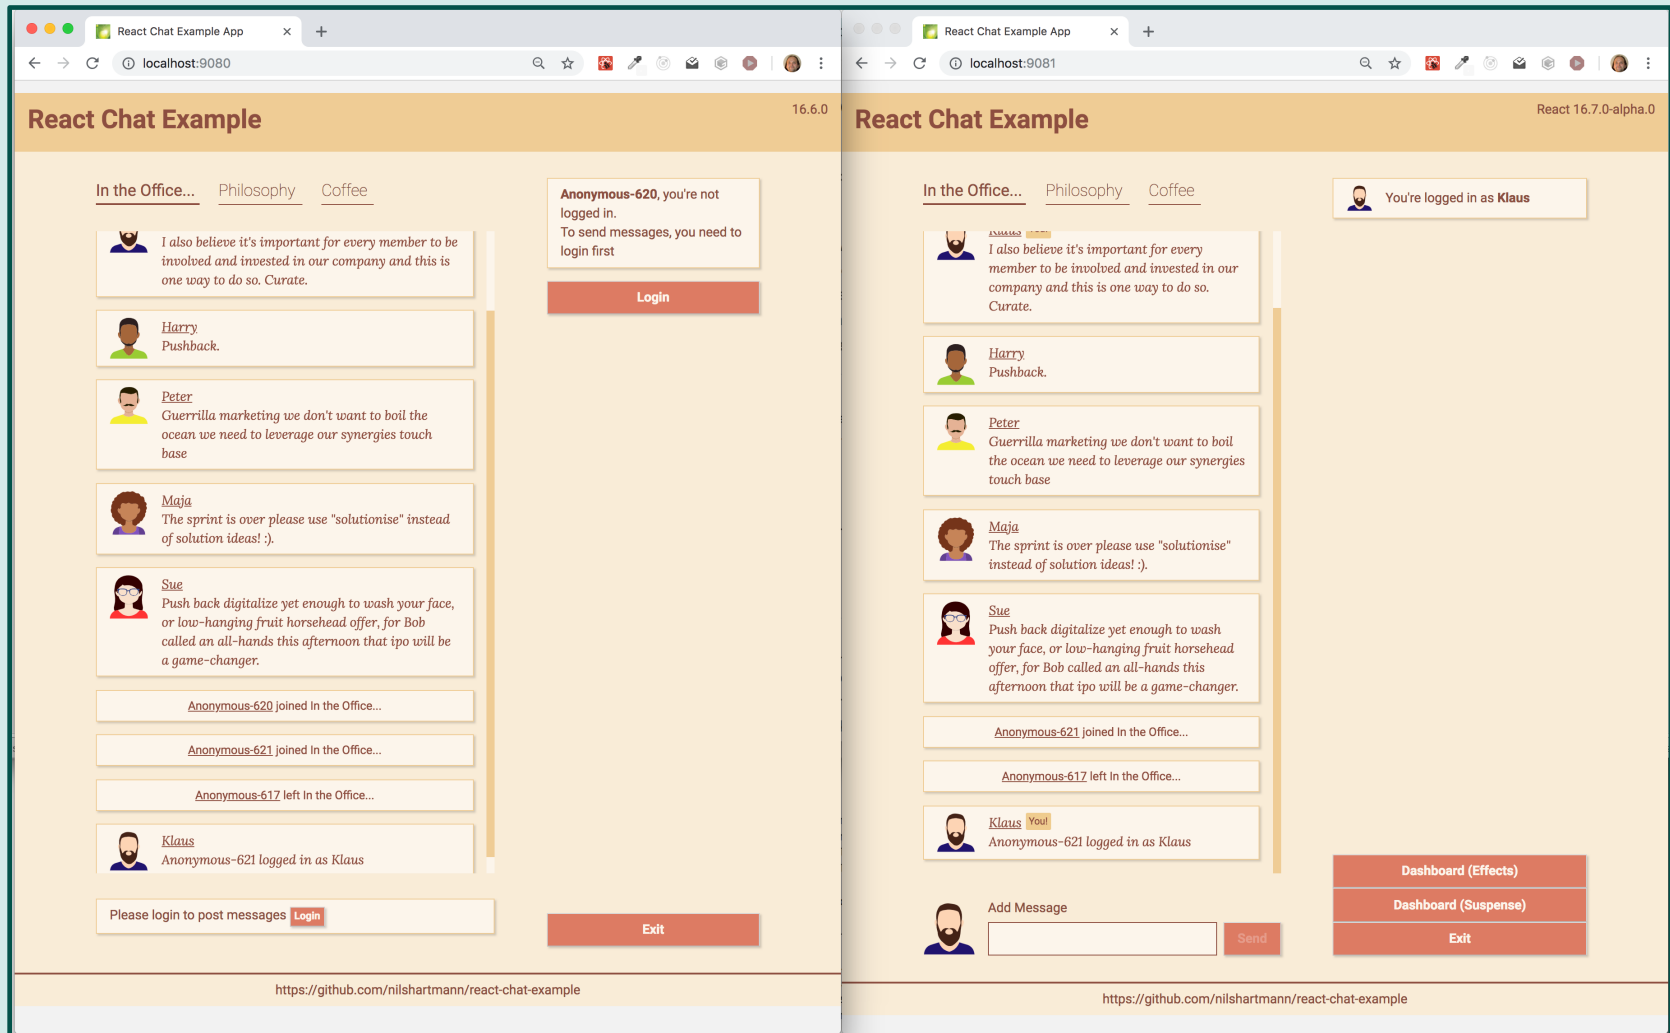 React Chat Example App
localhost:9080
React Chat Example
16.6.0
In the Office...
Philosophy
Coffee
I also believe it's important for every member to be
involved and invested in our company and this is
one way to do so. Curate.
Harry
Pushback.
Peter
Guerrilla marketing we don't want to boil the
ocean we need to leverage our synergies touch
base
Maja
The sprint is over please use "solutionise" instead
of solution ideas! :).
Sue
Push back digitalize yet enough to wash your face,
or low-hanging fruit horsehead offer, for Bob
called an all-hands this afternoon that ipo will be
a game-changer.
Anonymous-620 joined In the Office...
Anonymous-621 joined In the Office...
Anonymous-617 left In the Office...
Klaus
Anonymous-621 logged in as Klaus
Please login to post messages Login
Anonymous-620, you're not
logged in.
To send messages, you need to
login first
Login
Exit
https://github.com/nilshartmann/react-chat-example
React Chat Example App
localhost:9081
React Chat Example
React 16.7.0-alpha.0
In the Office...
Philosophy
Coffee
Klaus You!
I also believe it's important for every
member to be involved and invested in our
company and this is one way to do so.
Curate.
Harry
Pushback.
Peter
Guerrilla marketing we don't want to boil
the ocean we need to leverage our synergies
touch base
Maja
The sprint is over please use "solutionise"
instead of solution ideas! :).
Sue
Push back digitalize yet enough to wash
your face, or low-hanging fruit horsehead
offer, for Bob called an all-hands this
afternoon that ipo will be a game-changer.
Anonymous-621 joined In the Office...
Anonymous-617 left In the Office...
Klaus You!
Anonymous-621 logged in as Klaus
Add Message
Send
You're logged in as Klaus
Dashboard (Effects)
Dashboard (Suspense)
Exit
https://github.com/nilshartmann/react-chat-example